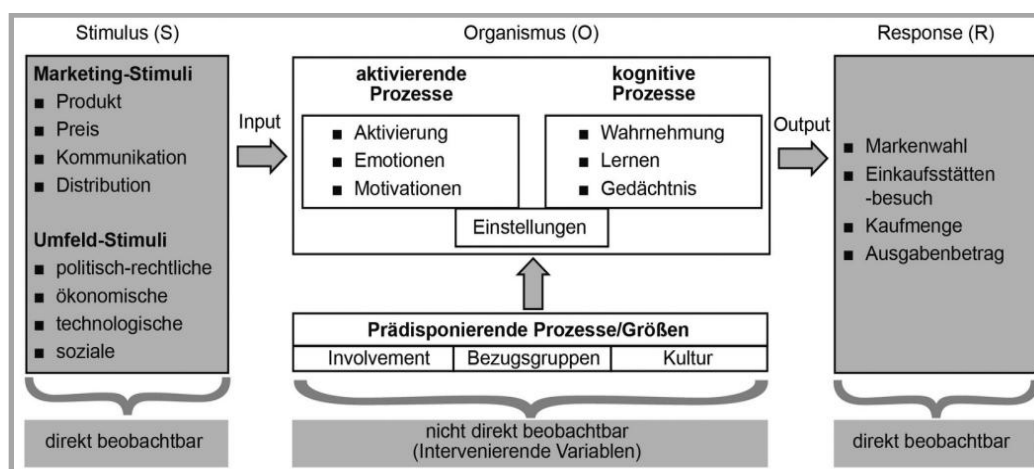 Stimulus (S)
Organismus (O)
Response (R)
Marketing-Stimuli
■ Produkt
■ Preis
■ Kommunikation
■ Distribution
Umfeld-Stimuli
■ politisch-rechtliche
■ ökonomische
■ technologische
■ soziale
Input
aktivierende
Prozesse
■ Aktivierung
■ Emotionen
■ Motivationen
kognitive
Prozesse
■ Wahrnehmung
■ Lernen
■ Gedächtnis
Einstellungen
Prädisponierende Prozesse/Größen
Involvement
Bezugsgruppen
Kultur
Output
■ Markenwahl
■ Einkaufsstätten
-besuch
■ Kaufmenge
■ Ausgabenbetrag
direkt beobachtbar
nicht direkt beobachtbar
(Intervenierende Variablen)
direkt beobachtbar